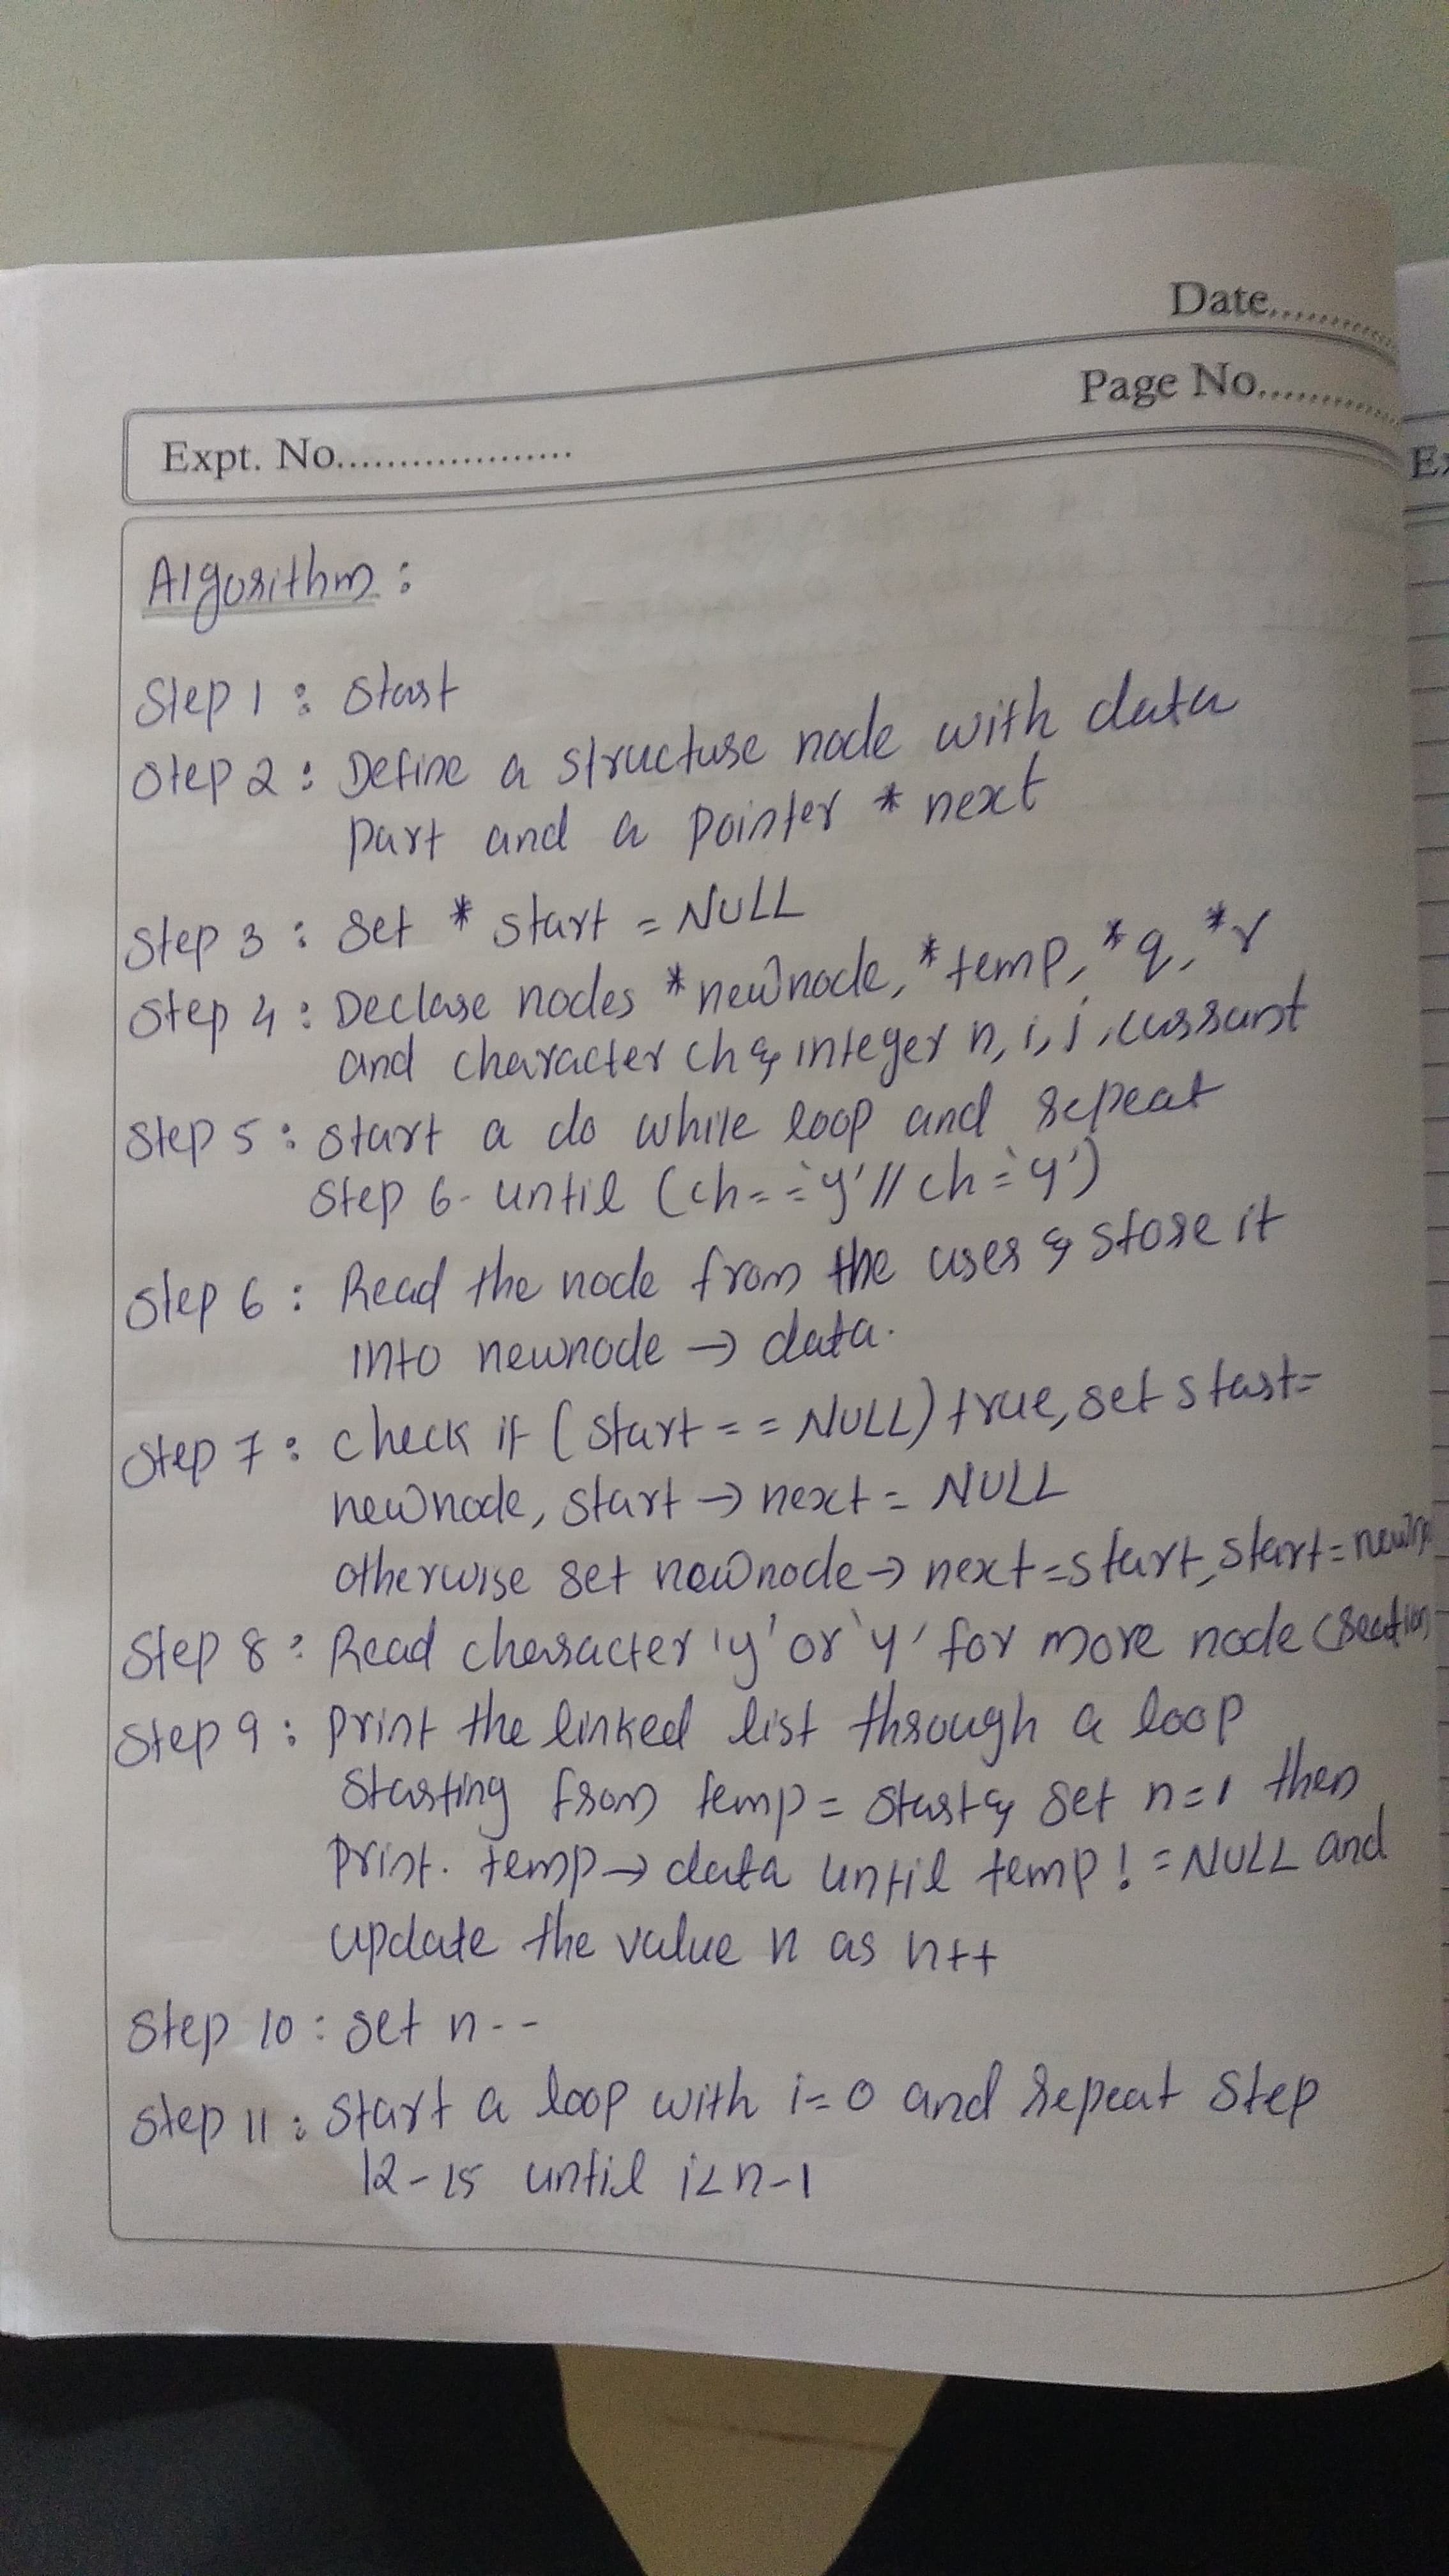 Date............
Page No............
Expt. No....................
Ex
Algorithm :
Step 1 : Start
Step 2 : Define a structure node with data
part and a pointer * next
Step 3 : Set * start = NULL
Step 4 : Declare nodes *newnode, *temp, *q, *r
and character ch & integer n, i, j, currant
Step 5 : start a do while loop and repeat
Step 6- until (ch=='y'//ch='y')
Step 6 : Read the node from the user & store it
into newnode → data.
Step 7 : check if (start == NULL) true, set start=
newnode, start → next = NULL
otherwise set newnode → next=start, start=
Step 8 : Read character 'y' or 'y' for more node
Step 9 : print the linked list through a loop
starting from temp = start & set n=1 then
print. temp → data until temp != NULL and
update the value n as n++
Step 10 : set n--
Step 11 : start a loop with i=0 and repeat step
12-15 until i<n-1